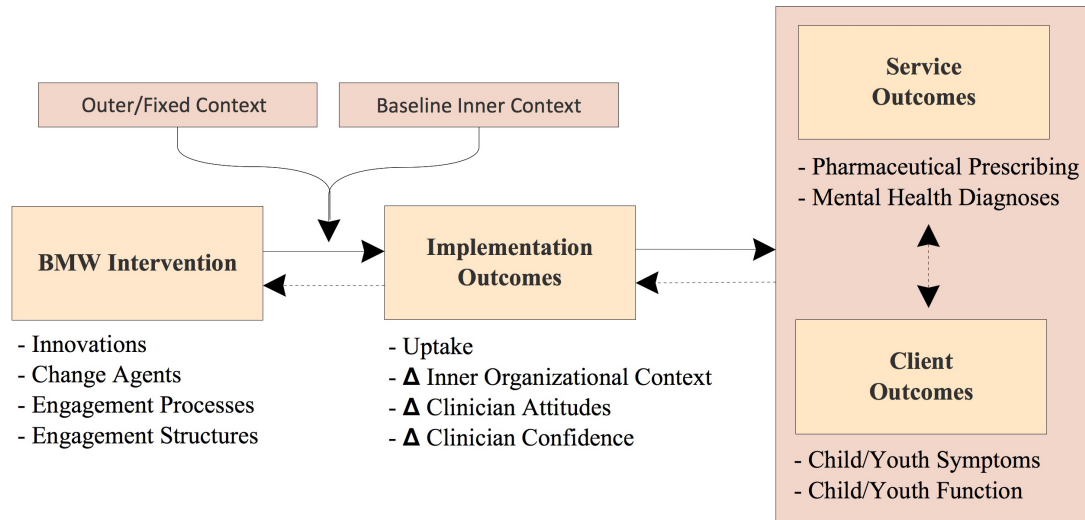 Outer/Fixed Context
Baseline Inner Context
BMW Intervention
- Innovations
- Change Agents
- Engagement Processes
- Engagement Structures
Implementation
Outcomes
- Uptake
- Δ Inner Organizational Context
- Δ Clinician Attitudes
- Δ Clinician Confidence
Service
Outcomes
- Pharmaceutical Prescribing
- Mental Health Diagnoses
Client
Outcomes
- Child/Youth Symptoms
- Child/Youth Function